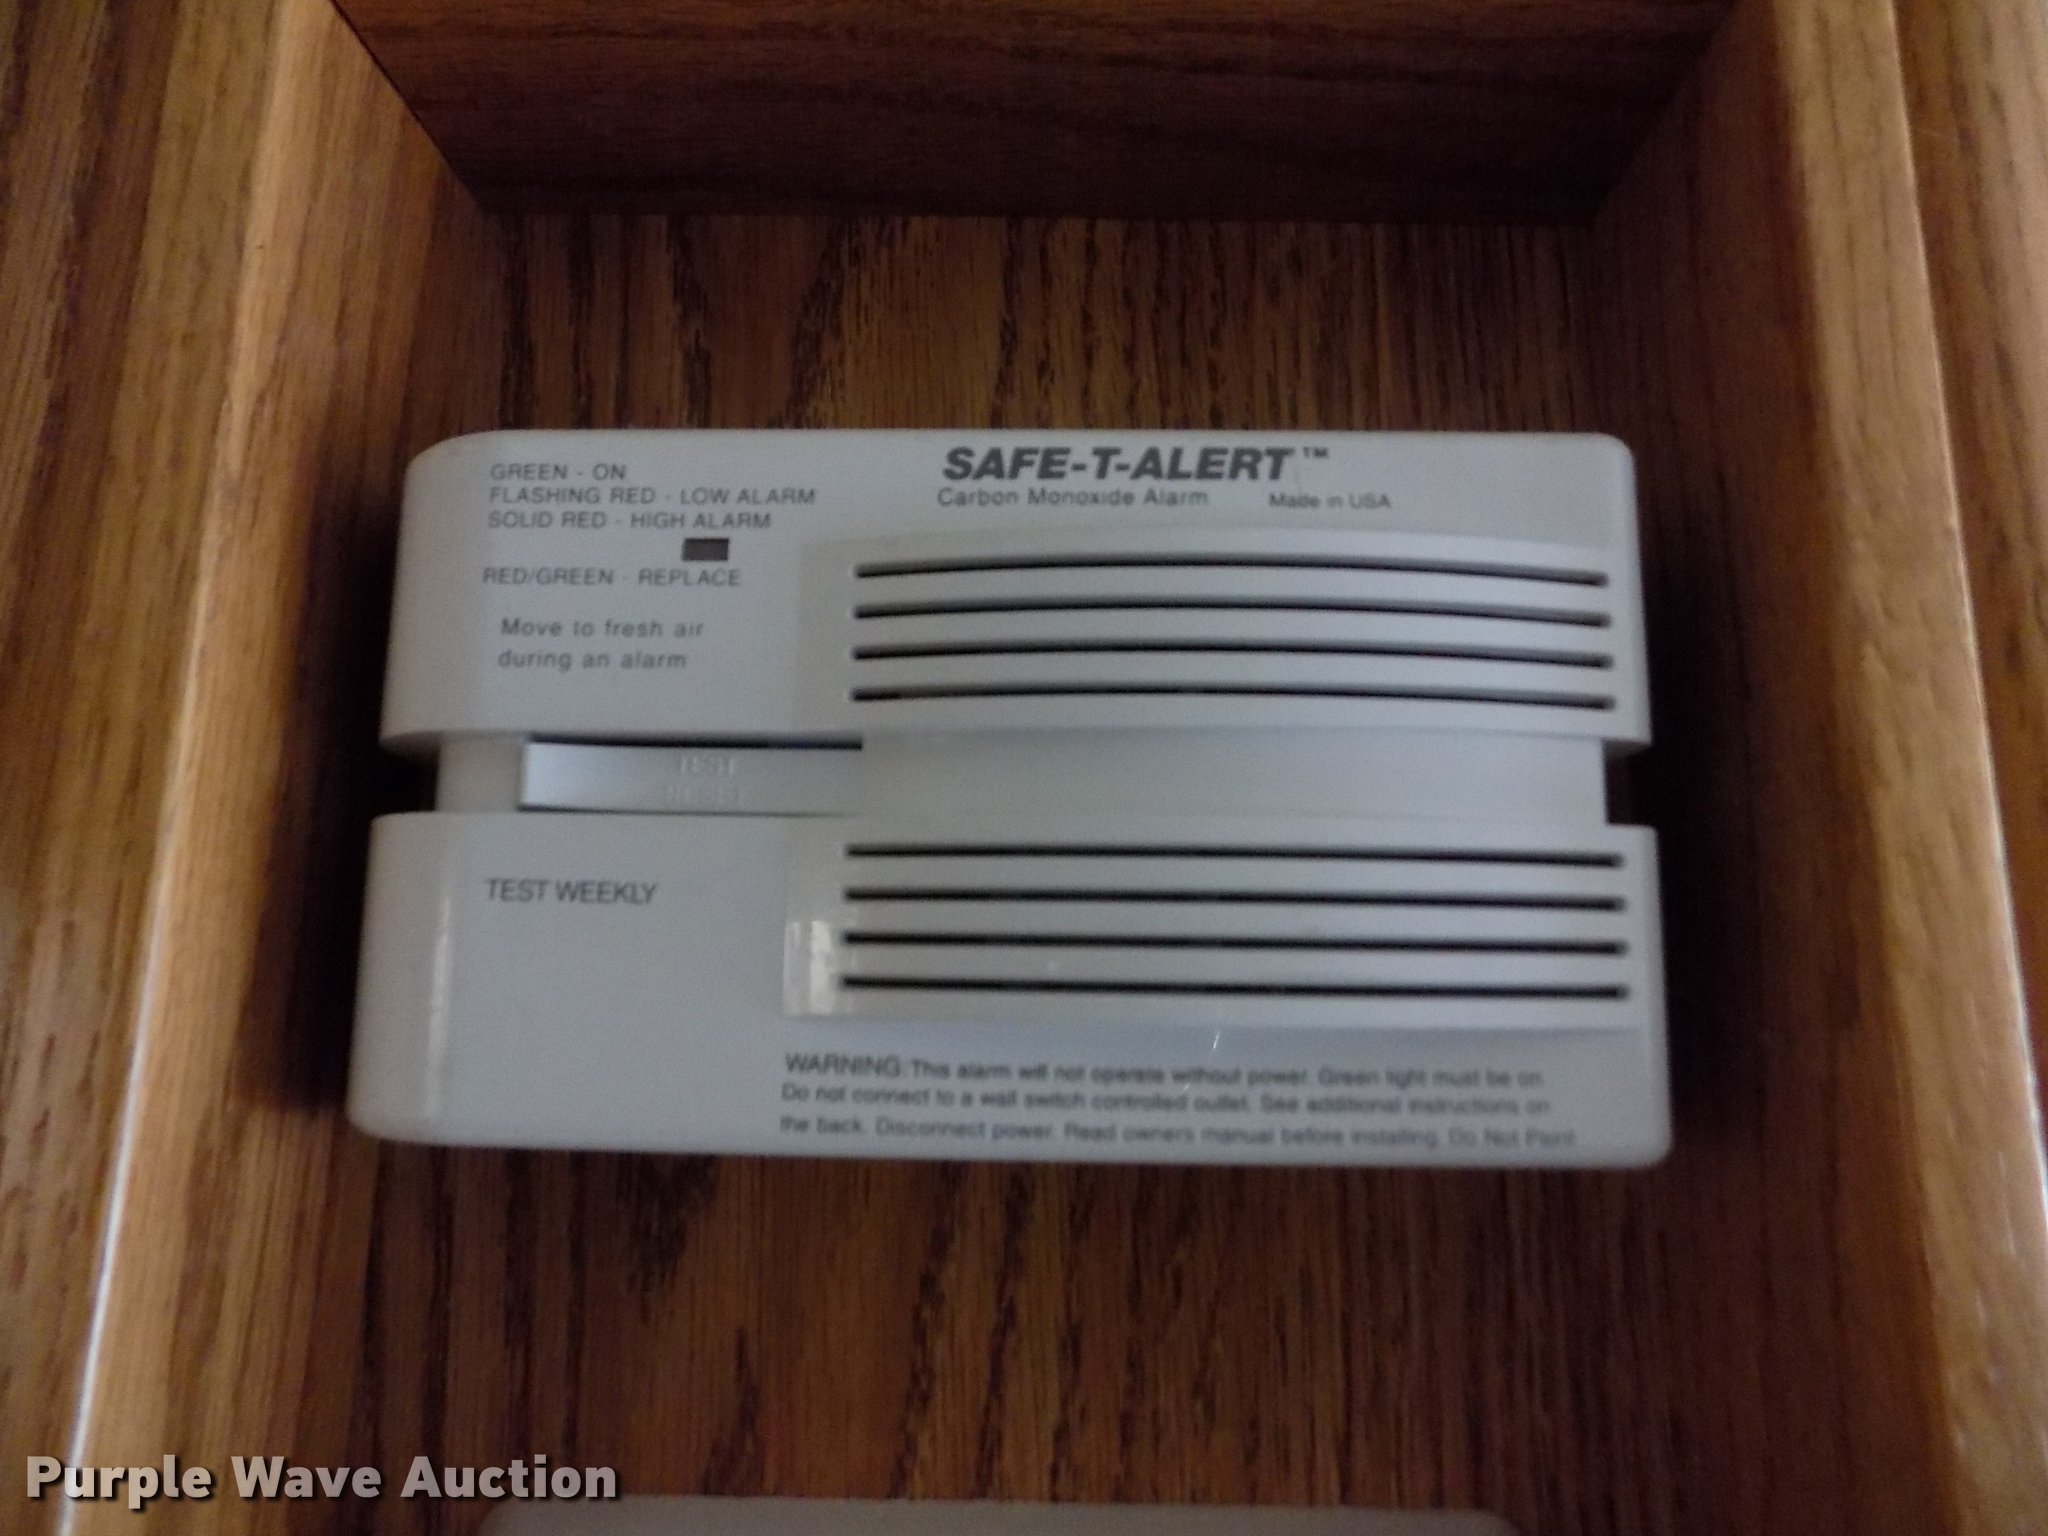 GREEN - ON
FLASHING RED - LOW ALARM
SOLID RED - HIGH ALARM
RED/GREEN - REPLACE
Move to fresh air
during an alarm
SAFE-T-ALERT™
Carbon Monoxide Alarm Made in USA
TEST
RESET
TEST WEEKLY
WARNING: This alarm will not operate without power. Green light must be on.
Do not connect to a wall switch controlled outlet. See additional instructions on
the back. Disconnect power. Read owners manual before installing. Do Not Paint
Purple Wave Auction